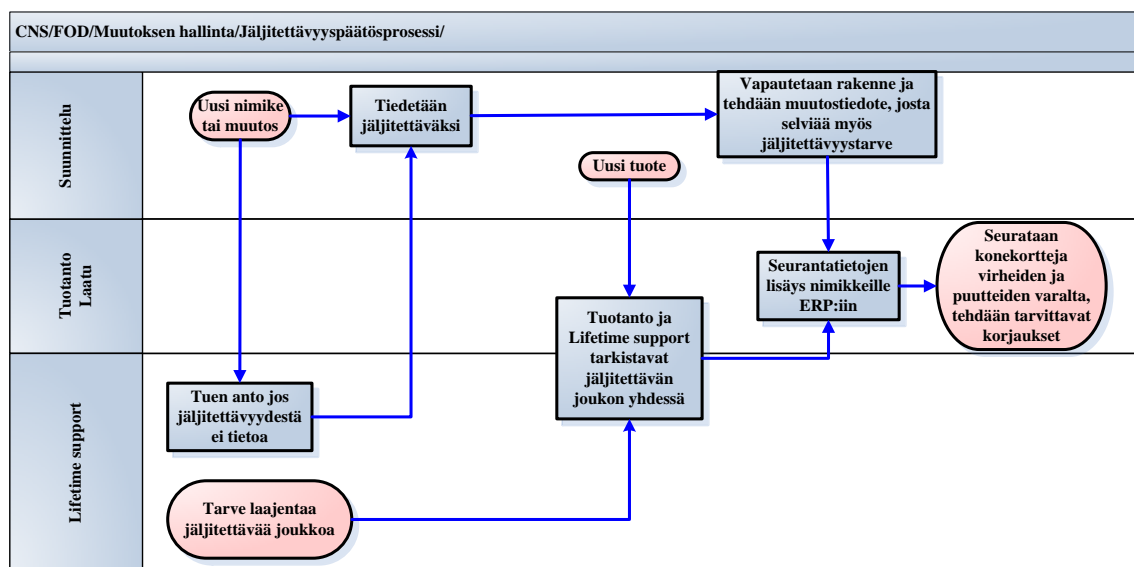 CNS/FOD/Muutoksen hallinta/Jäljitettävyyspäätösprosessi/
Suunnittelu
Uusi nimike
tai muutos
Tiedetään
jäljitettäväksi
Vapautetaan rakenne ja
tehdään muutostiedote, josta
selviää myös
jäljitettävyystarve
Uusi tuote
Tuotanto
Laatu
Seurantatietojen
lisäys nimikkeille
ERP:iin
Seurataan
konekortteja
virheiden ja
puutteiden varalta,
tehdään tarvittavat
korjaukset
Tuotanto ja
Lifetime support
tarkistavat
jäljitettävän
joukon yhdessä
Lifetime support
Tuen anto jos
jäljitettävyydestä
ei tietoa
Tarve laajentaa
jäljitettävää joukkoa